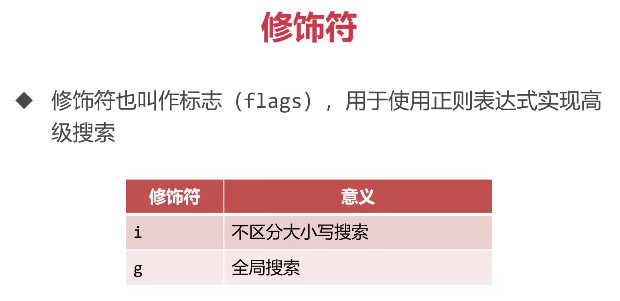 修饰符
◆ 修饰符也叫作标志（flags），用于使用正则表达式实现高
级搜索
修饰符 意义
i 不区分大小写搜索
g 全局搜索